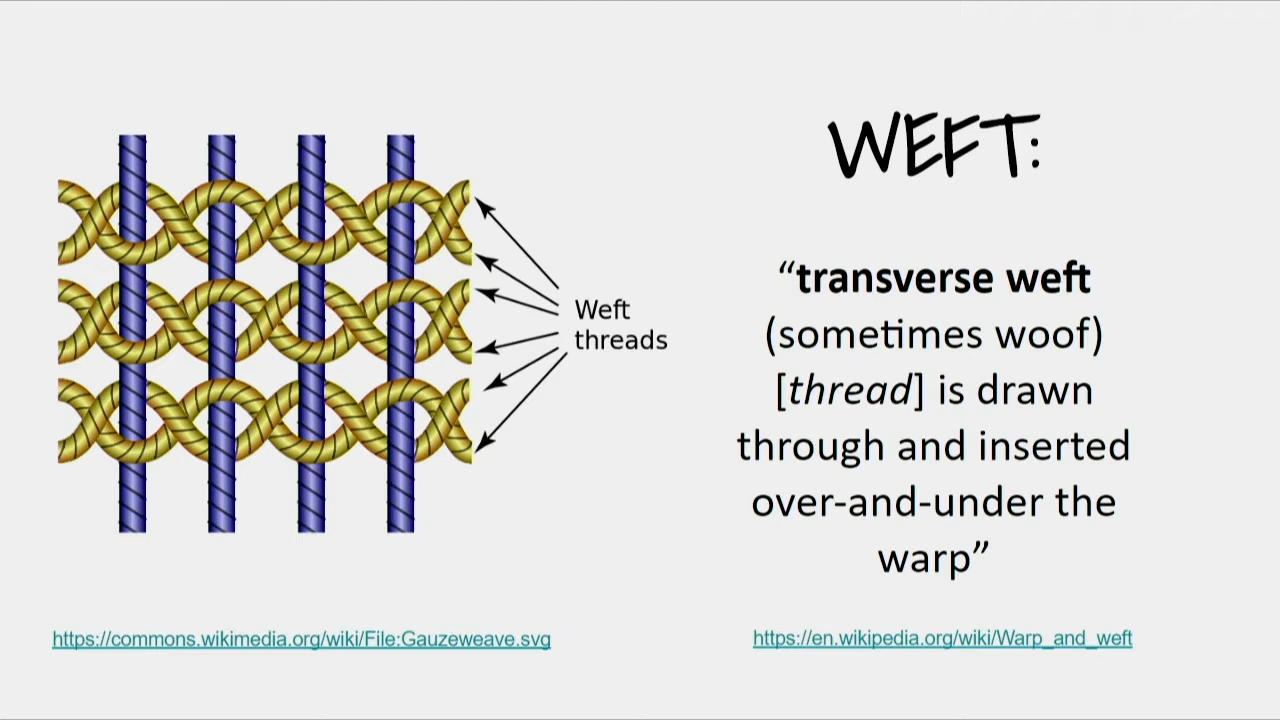 WEFT:
Weft
threads
“transverse weft
(sometimes woof)
[thread] is drawn
through and inserted
over-and-under the
warp”
https://commons.wikimedia.org/wiki/File:Gauzeweave.svg
https://en.wikipedia.org/wiki/Warp_and_weft